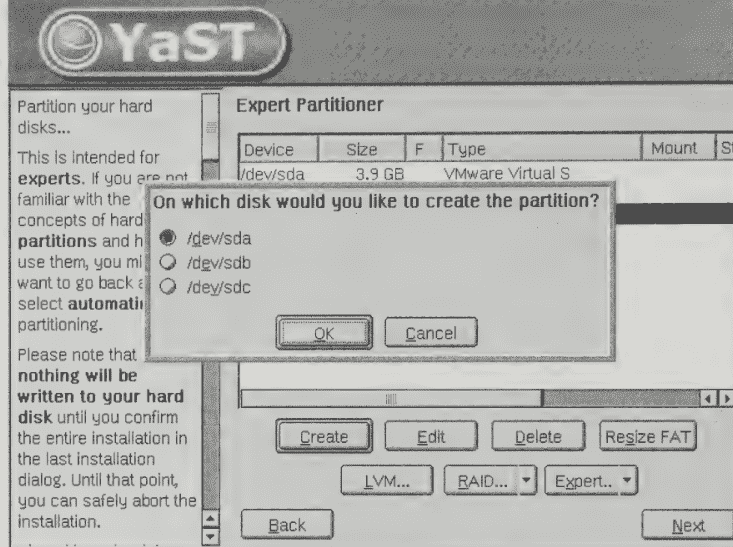 YaST
Partition your hard
disks...
This is intended for
experts. If you are not
familiar with the
concepts of hard
partitions and h
use them, you mi
want to go back
select automati
partitioning.
Please note that
nothing will be
written to your hard
disk until you confirm
the entire installation in
the last installation
dialog. Until that point,
you can safely abort the
installation.
Expert Partitioner
Device Size F Type Mount St
/dev/sda 3.9 GB VMware Virtual S
On which disk would you like to create the partition?
/dev/sda
/dev/sdb
/dev/sdc
OK Cancel
Create Edit Delete Resize FAT
LVM... RAID... Expert..
Back Next